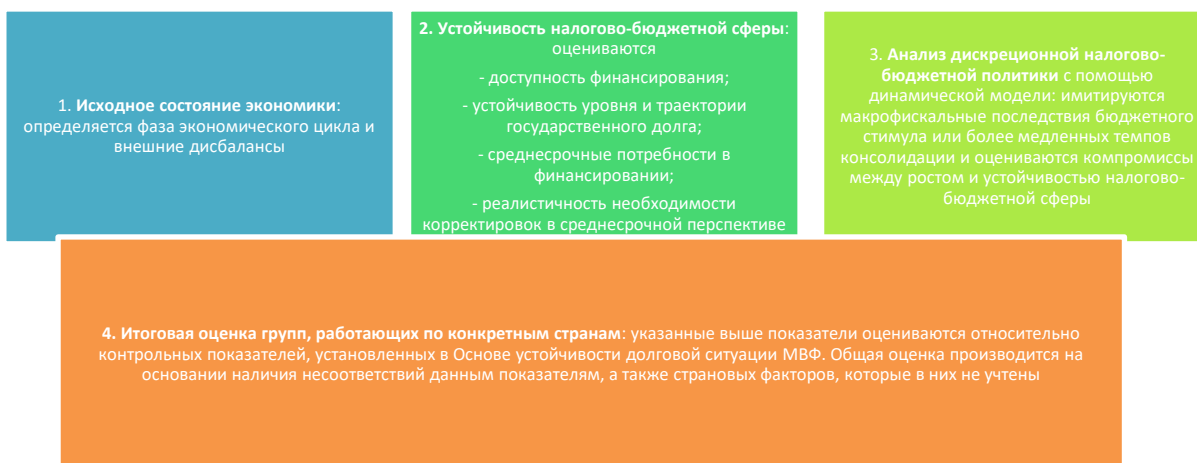 1. Исходное состояние экономики:
определяется фаза экономического цикла и
внешние дисбалансы
2. Устойчивость налогово-бюджетной сферы:
оцениваются
- доступность финансирования;
- устойчивость уровня и траектории
государственного долга;
- среднесрочные потребности в
финансировании;
- реалистичность необходимости
корректировок в среднесрочной перспективе
3. Анализ дискреционной налогово-
бюджетной политики с помощью
динамической модели: имитируются
макрофискальные последствия бюджетного
стимула или более медленных темпов
консолидации и оцениваются компромиссы
между ростом и устойчивостью налогово-
бюджетной сферы
4. Итоговая оценка групп, работающих по конкретным странам: указанные выше показатели оцениваются относительно
контрольных показателей, установленных в Основе устойчивости долговой ситуации МВФ. Общая оценка производится на
основании наличия несоответствий данным показателям, а также страновых факторов, которые в них не учтены